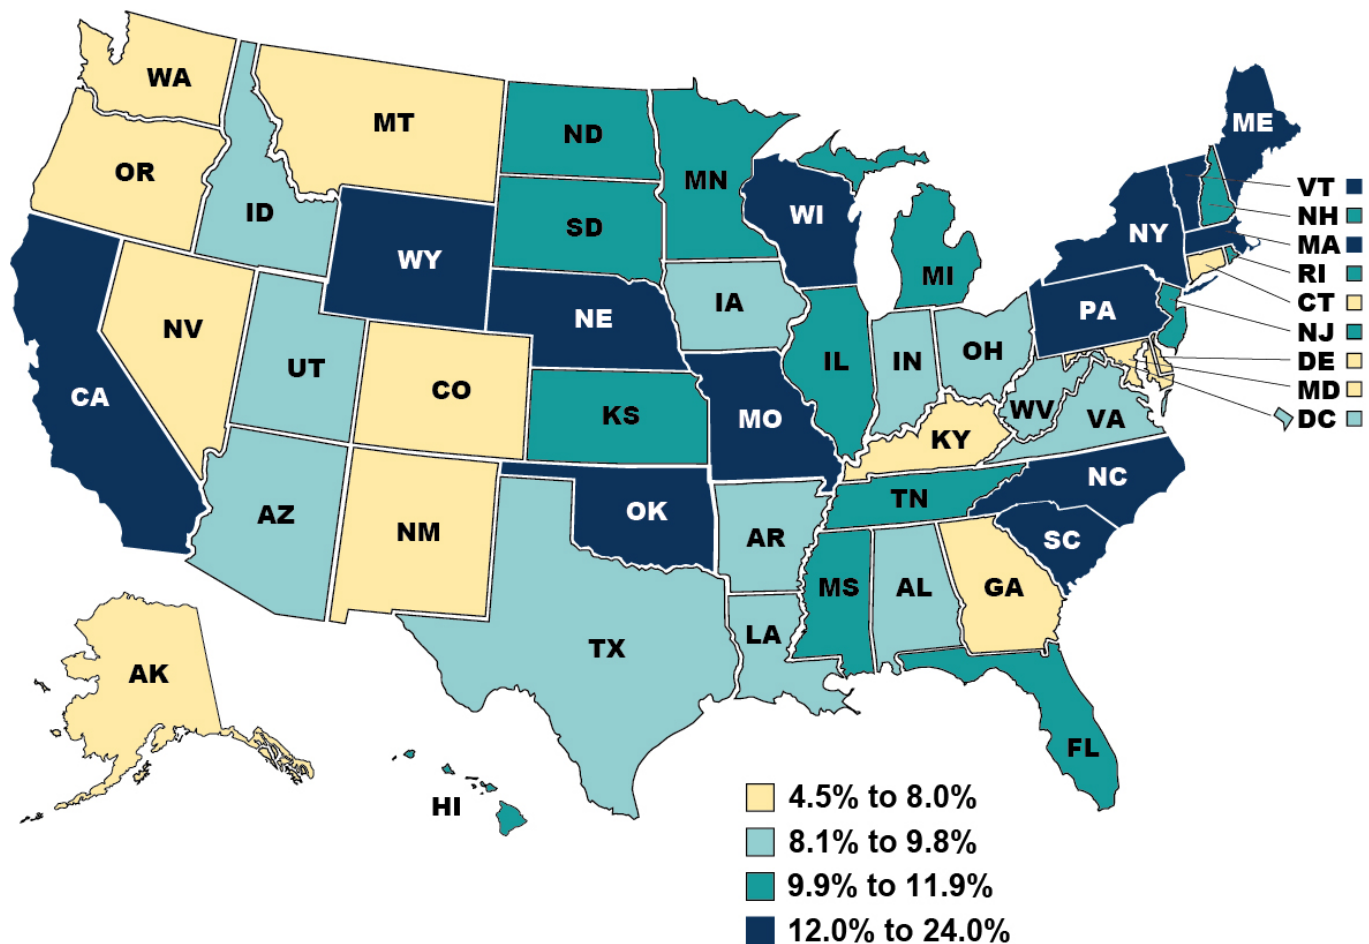 WA
MT
ND
MN
ME
OR
ID
SD
WI
MI
NY
VT
NH
MA
RI
CT
NJ
DE
MD
DC
WY
NE
IA
PA
NV
UT
CO
KS
IL
IN
OH
CA
MO
WV
VA
KY
AZ
NM
OK
TN
NC
AR
SC
MS
AL
GA
TX
LA
AK
FL
HI
4.5% to 8.0%
8.1% to 9.8%
9.9% to 11.9%
12.0% to 24.0%